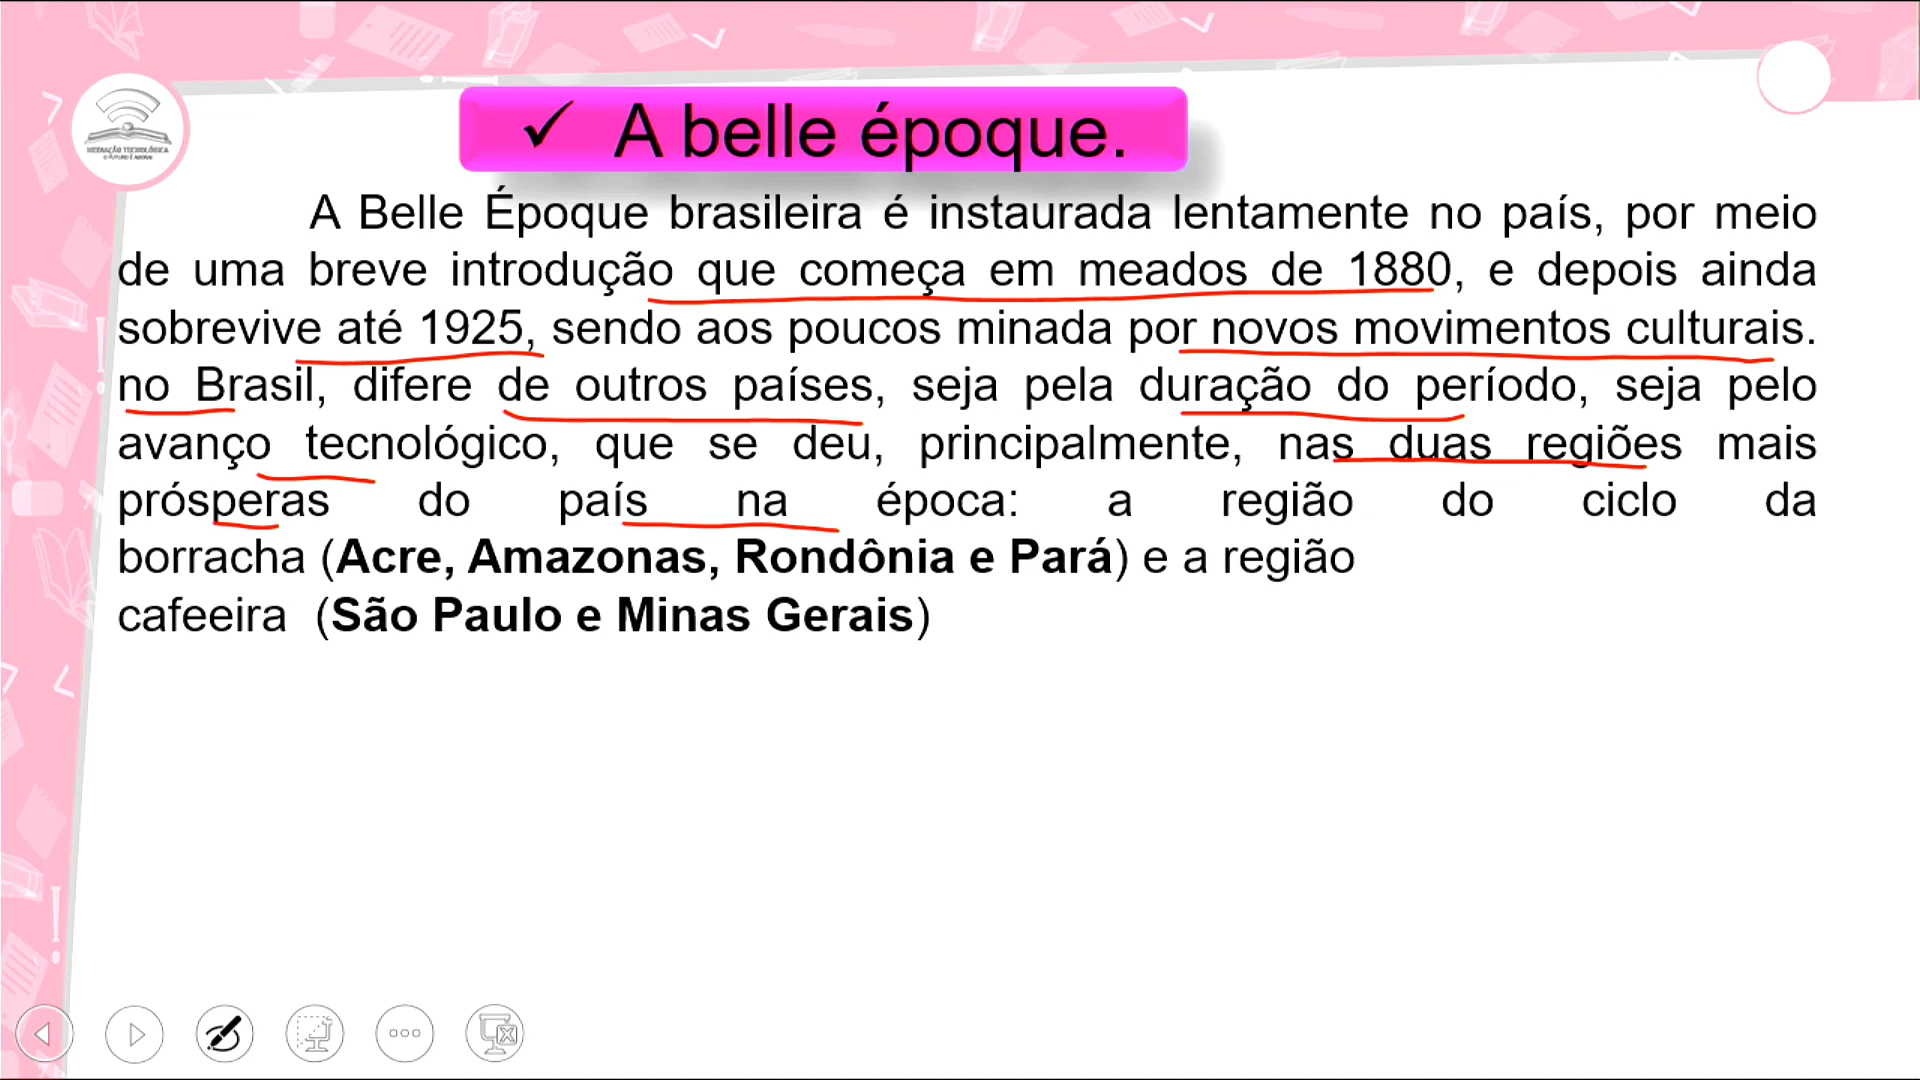 MEDIAÇÃO TECNOLÓGICA
O FUTURO É AGORA!
✓ A belle époque.
A Belle Époque brasileira é instaurada lentamente no país, por meio
de uma breve introdução que começa em meados de 1880, e depois ainda
sobrevive até 1925, sendo aos poucos minada por novos movimentos culturais.
no Brasil, difere de outros países, seja pela duração do período, seja pelo
avanço tecnológico, que se deu, principalmente, nas duas regiões mais
prósperas do país na época: a região do ciclo da
borracha (Acre, Amazonas, Rondônia e Pará) e a região
cafeeira (São Paulo e Minas Gerais)